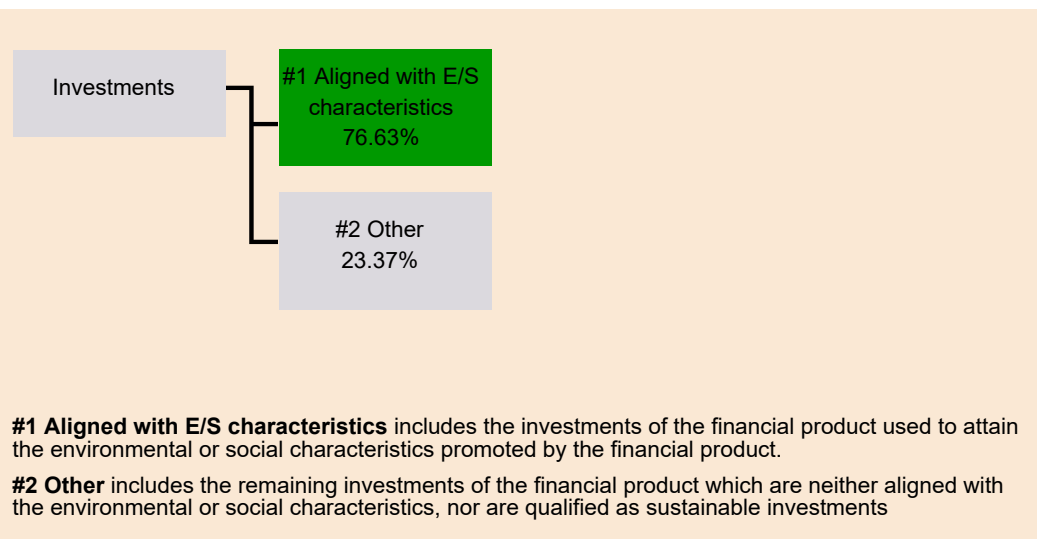 Investments
#1 Aligned with E/S
characteristics
76.63%
#2 Other
23.37%
#1 Aligned with E/S characteristics includes the investments of the financial product used to attain
the environmental or social characteristics promoted by the financial product.
#2 Other includes the remaining investments of the financial product which are neither aligned with
the environmental or social characteristics, nor are qualified as sustainable investments